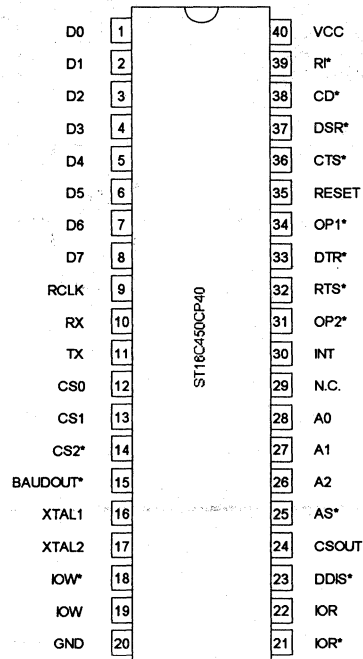 D0 1 40 VCC
D1 2 39 RI*
D2 3 38 CD*
D3 4 37 DSR*
D4 5 36 CTS*
D5 6 35 RESET
D6 7 34 OP1*
D7 8 33 DTR*
RCLK 9 32 RTS*
RX 10 31 OP2*
TX 11 30 INT
CS0 12 29 N.C.
CS1 13 28 A0
CS2* 14 27 A1
BAUDOUT* 15 26 A2
XTAL1 16 25 AS*
XTAL2 17 24 CSOUT
IOW* 18 23 DDIS*
IOW 19 22 IOR
GND 20 21 IOR*
ST16C450CP40